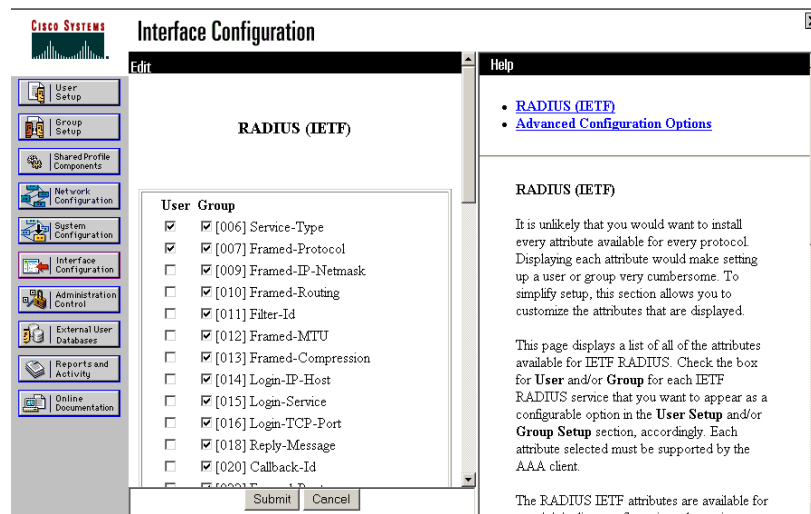 CISCO SYSTEMS
Interface Configuration
Edit
Help
User
Setup
Group
Setup
Shared Profile
Components
Network
Configuration
System
Configuration
Interface
Configuration
Administration
Control
External User
Databases
Reports and
Activity
Online
Documentation
RADIUS (IETF)
User Group
[006] Service-Type
[007] Framed-Protocol
[009] Framed-IP-Netmask
[010] Framed-Routing
[011] Filter-Id
[012] Framed-MTU
[013] Framed-Compression
[014] Login-IP-Host
[015] Login-Service
[016] Login-TCP-Port
[018] Reply-Message
[020] Callback-Id
Submit Cancel
RADIUS (IETF)
Advanced Configuration Options
RADIUS (IETF)
It is unlikely that you would want to install
every attribute available for every protocol.
Displaying each attribute would make setting
up a user or group very cumbersome. To
simplify setup, this section allows you to
customize the attributes that are displayed.
This page displays a list of all of the attributes
available for IETF RADIUS. Check the box
for User and/or Group for each IETF
RADIUS service that you want to appear as a
configurable option in the User Setup and/or
Group Setup section, accordingly. Each
attribute selected must be supported by the
AAA client.
The RADIUS IETF attributes are available for